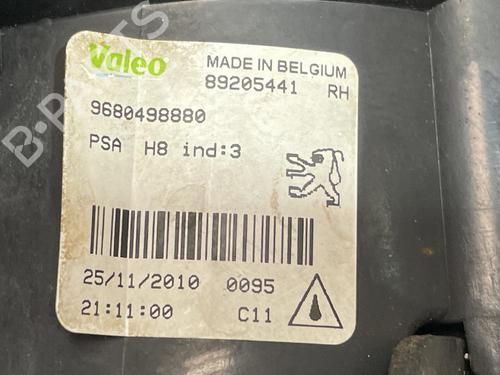 Valeo MADE IN BELGIUM
89205441 RH
9680498880
PSA H8 ind:3
25/11/2010 0095
21:11:00 C11